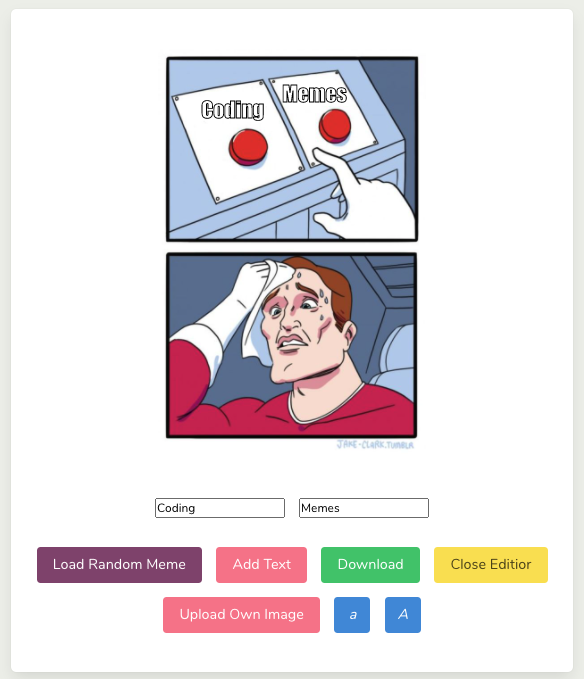 Coding
Memes
JAKE-CLARK.TUMBLR
Coding
Memes
Load Random Meme
Add Text
Download
Close Editior
Upload Own Image
a
A